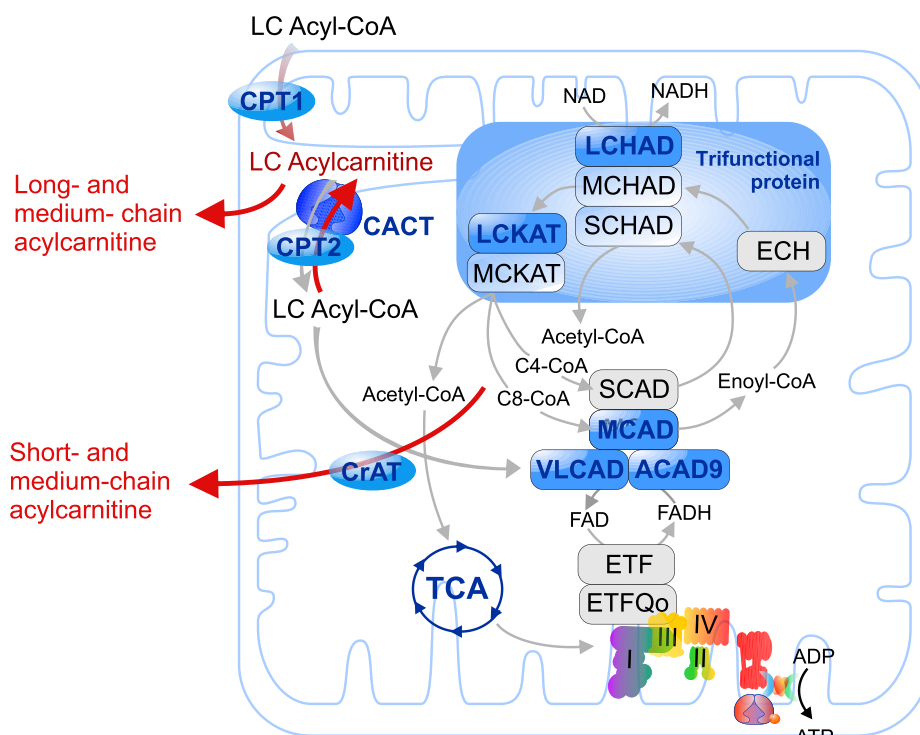 LC Acyl-CoA
CPT1
NAD
NADH
LCHAD
LC Acylcarnitine
Trifunctional
protein
MCHAD
Long- and
medium- chain
acylcarnitine
CACT
SCHAD
LCKAT
CPT2
ECH
MCKAT
LC Acyl-CoA
Acetyl-CoA
C4-CoA
Enoyl-CoA
SCAD
Acetyl-CoA
C8-CoA
MCAD
Short- and
medium-chain
acylcarnitine
CrAT
VLCAD
ACAD9
FAD
FADH
ETF
TCA
ETFQo
IV
III
I
II
ADP
ATP